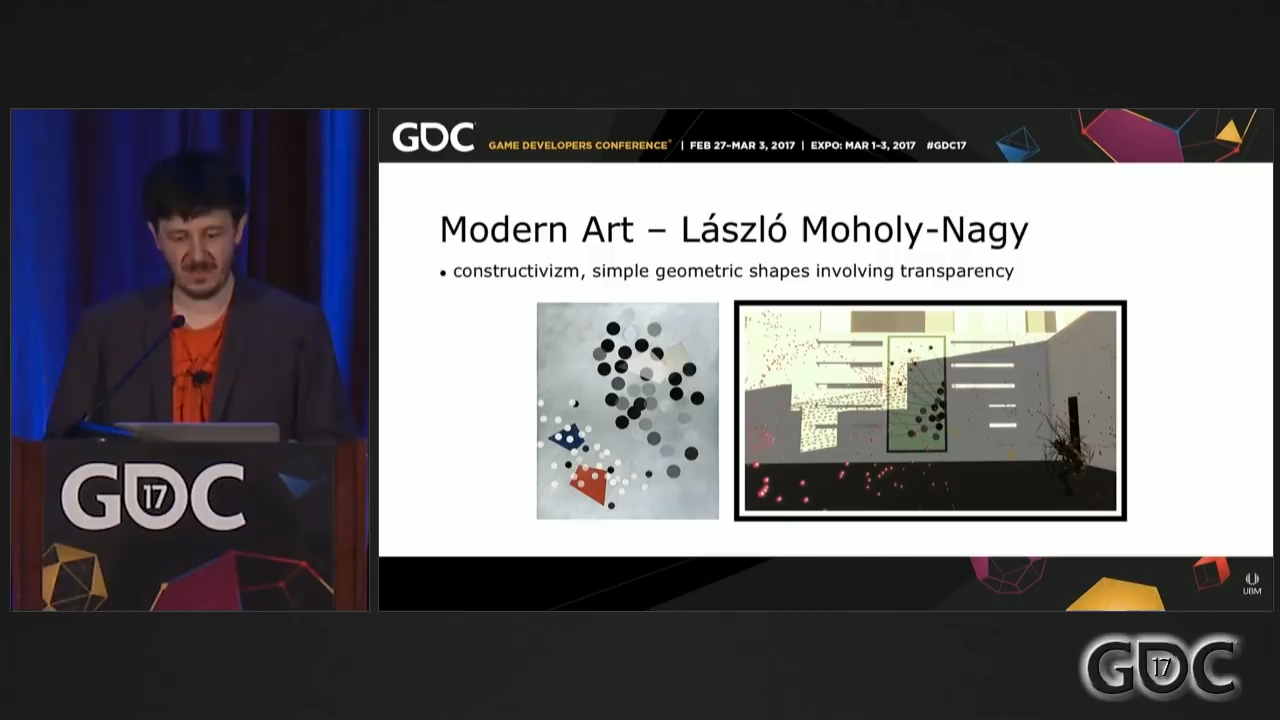 GDC
GAME DEVELOPERS CONFERENCE® | FEB 27–MAR 3, 2017 | EXPO: MAR 1–3, 2017 #GDC17
Modern Art – László Moholy-Nagy
• constructivizm, simple geometric shapes involving transparency
GDC 17
UBM
GDC 17